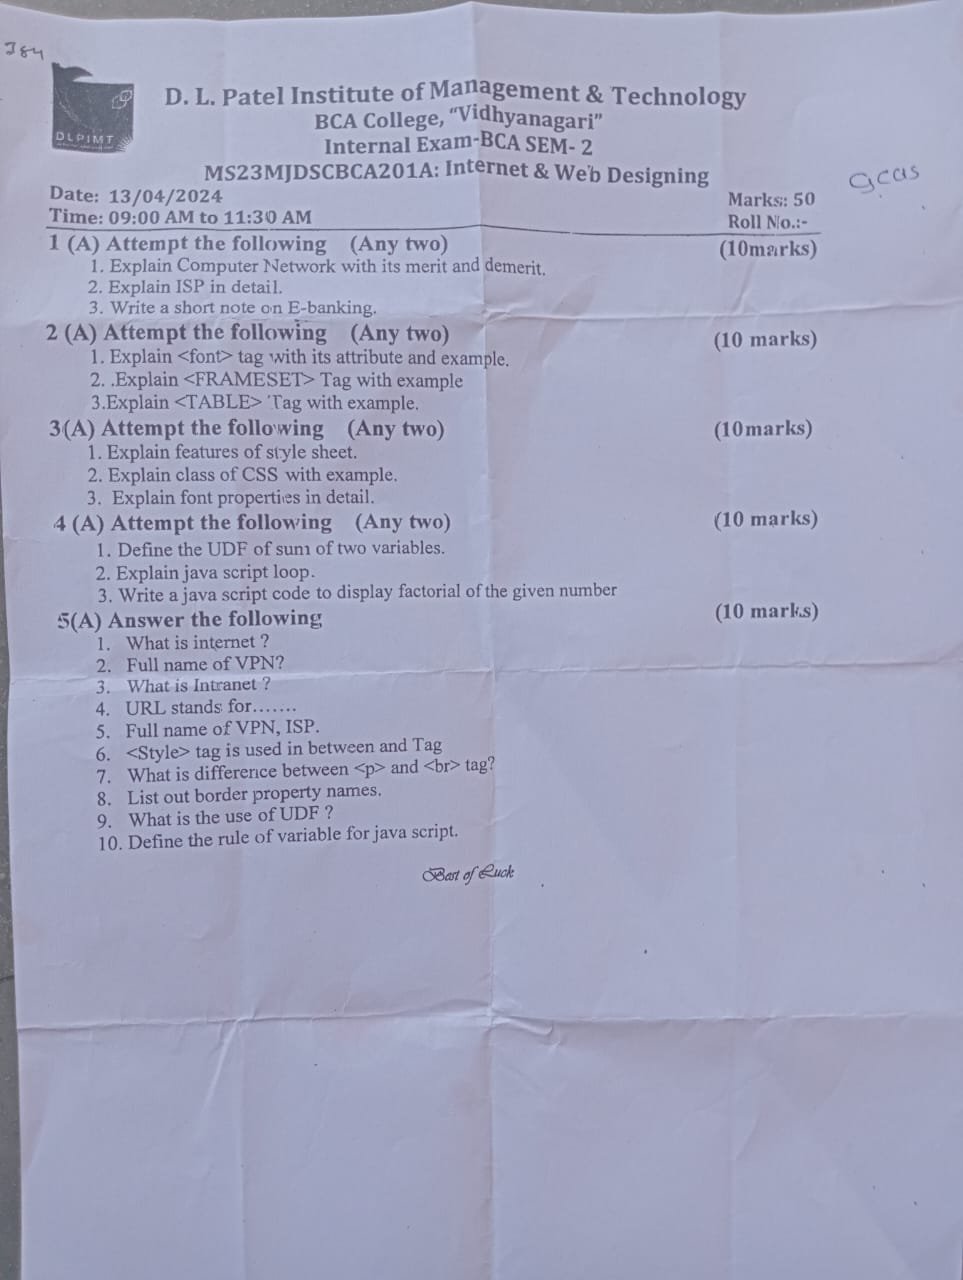 J84
DLPIMT
D. L. Patel Institute of Management & Technology
BCA College, “Vidhyanagari”
Internal Exam-BCA SEM- 2
MS23MJDSCBCA201A: Internet & Web Designing
gcas
Date: 13/04/2024
Marks: 50
Time: 09:00 AM to 11:30 AM
Roll No.:-
1 (A) Attempt the following (Any two) (10marks)
1. Explain Computer Network with its merit and demerit.
2. Explain ISP in detail.
3. Write a short note on E-banking.
2 (A) Attempt the following (Any two) (10 marks)
1. Explain <font> tag with its attribute and example.
2. .Explain <FRAMESET> Tag with example
3.Explain <TABLE> Tag with example.
3(A) Attempt the following (Any two) (10marks)
1. Explain features of style sheet.
2. Explain class of CSS with example.
3. Explain font properties in detail.
4 (A) Attempt the following (Any two) (10 marks)
1. Define the UDF of sum of two variables.
2. Explain java script loop.
3. Write a java script code to display factorial of the given number
5(A) Answer the following (10 marks)
1. What is internet ?
2. Full name of VPN?
3. What is Intranet ?
4. URL stands for…….
5. Full name of VPN, ISP.
6. <Style> tag is used in between and Tag
7. What is difference between <p> and <br> tag?
8. List out border property names.
9. What is the use of UDF ?
10. Define the rule of variable for java script.
Best of Luck